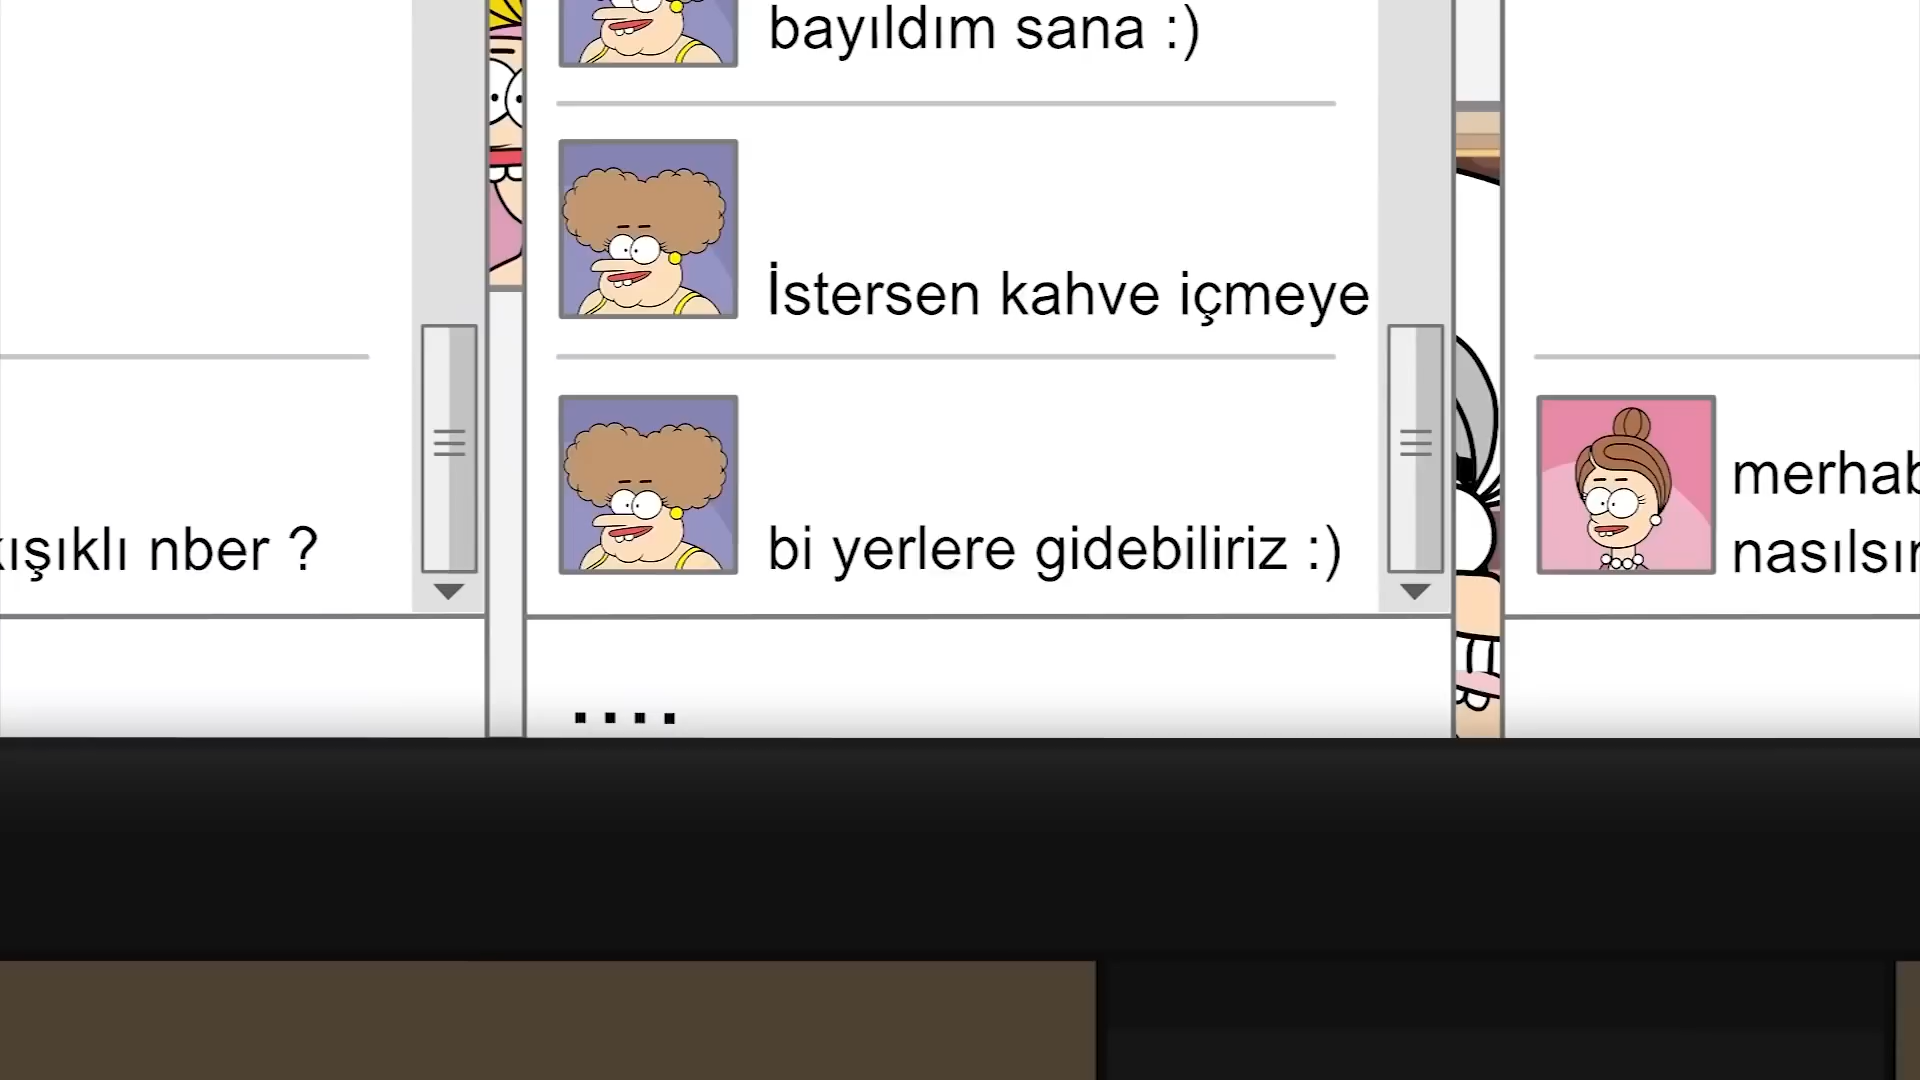 bayıldım sana :)
İstersen kahve içmeye
bi yerlere gidebiliriz :)
....
nber ?